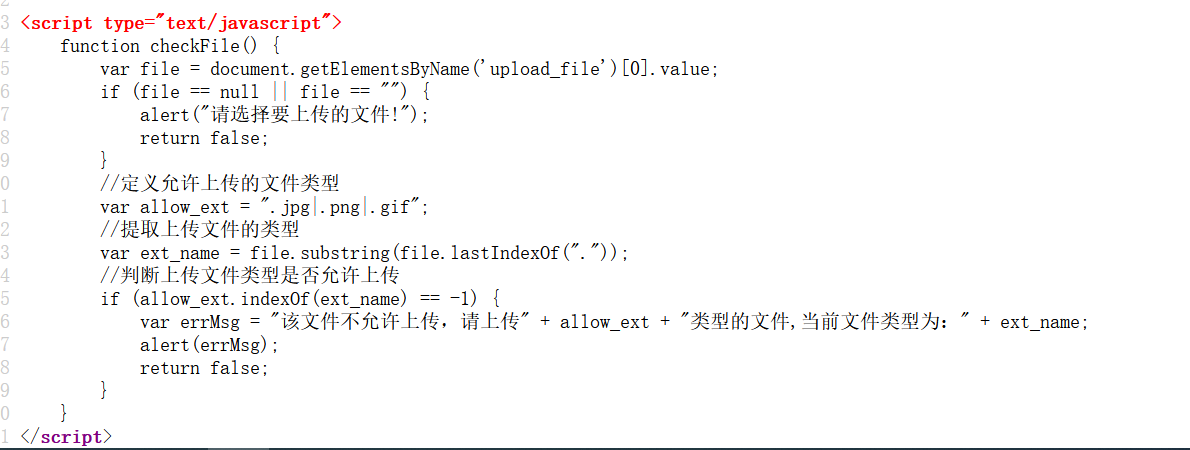 3 <script type="text/javascript">
4 function checkFile() {
5 var file = document.getElementsByName('upload_file')[0].value;
6 if (file == null || file == "") {
7 alert("请选择要上传的文件!");
8 return false;
9 }
0 //定义允许上传的文件类型
1 var allow_ext = ".jpg|.png|.gif";
2 //提取上传文件的类型
3 var ext_name = file.substring(file.lastIndexOf("."));
4 //判断上传文件类型是否允许上传
5 if (allow_ext.indexOf(ext_name) == -1) {
6 var errMsg = "该文件不允许上传，请上传" + allow_ext + "类型的文件,当前文件类型为：" + ext_name;
7 alert(errMsg);
8 return false;
9 }
0 }
1 </script>